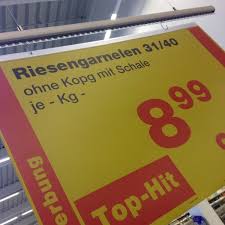 Riesengarnelen 31/40
ohne Kopg mit Schale
je - Kg -
8.99
Top-Hit
erbung